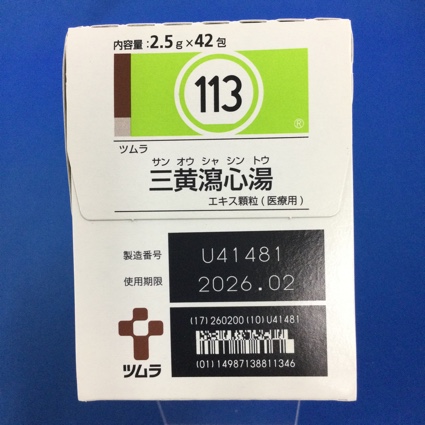 内容量:2.5g×42包
113
®
ツムラ
サン オウ シャ シン トウ
三黄瀉心湯
エキス顆粒(医療用)
製造番号 U41481
使用期限 2026.02
(17)260200(10)U41481
(01)14987138811346
ツムラ